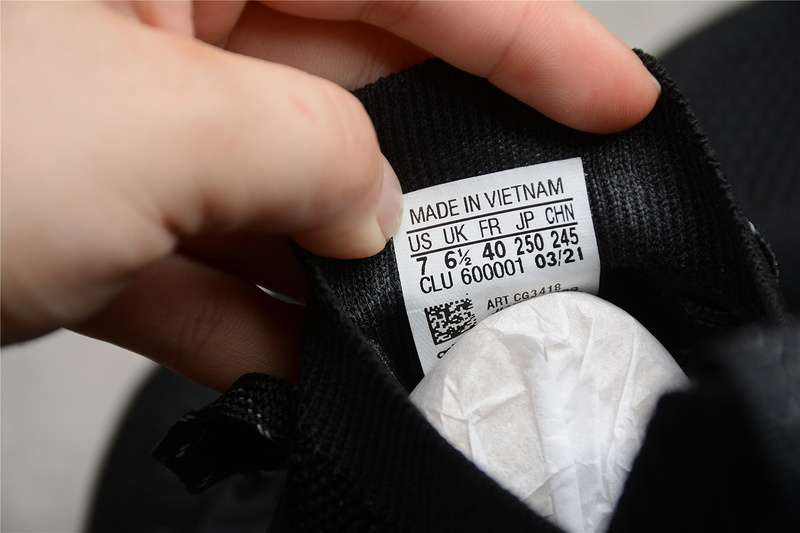 MADE IN VIETNAM
US UK FR JP CHN
7 6½ 40 250 245
CLU 600001 03/21
ART CG3418